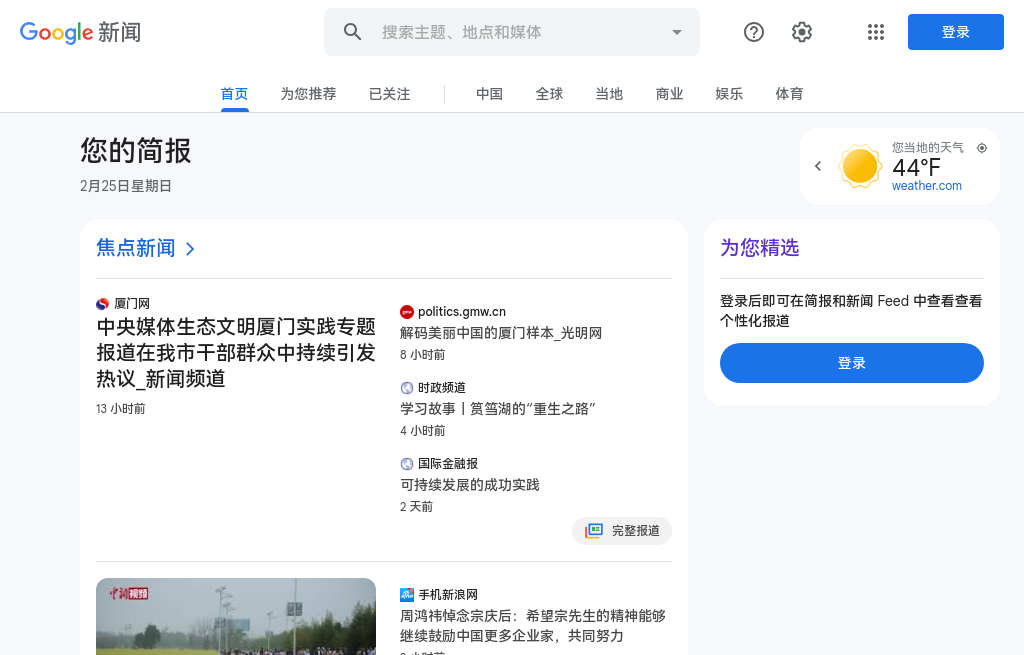 Google 新闻
搜索主题、地点和媒体
登录
首页
为您推荐
已关注
中国
全球
当地
商业
娱乐
体育
您的简报
2月25日星期日
您当地的天气
44°F
weather.com
焦点新闻
厦门网
中央媒体生态文明厦门实践专题
报道在我市干部群众中持续引发
热议_新闻频道
13 小时前
politics.gmw.cn
解码美丽中国的厦门样本_光明网
8 小时前
时政频道
学习故事丨筼筜湖的“重生之路”
4 小时前
国际金融报
可持续发展的成功实践
2 天前
完整报道
为您精选
登录后即可在简报和新闻 Feed 中查看查看
个性化报道
登录
中新视频
手机新浪网
周鸿祎悼念宗庆后：希望宗先生的精神能够
继续鼓励中国更多企业家，共同努力